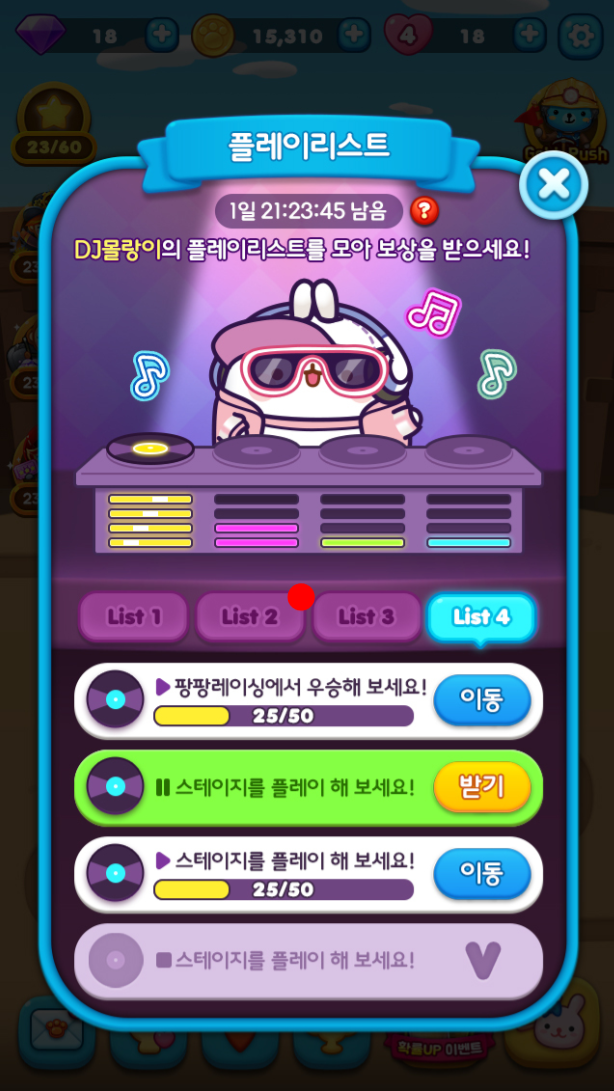 18
15,310
4
18
23/60
플레이리스트
1일 21:23:45 남음
?
DJ몰랑이의 플레이리스트를 모아 보상을 받으세요!
List 1
List 2
List 3
List 4
팡팡레이싱에서 우승해 보세요!
25/50
이동
스테이지를 플레이 해 보세요!
받기
스테이지를 플레이 해 보세요!
25/50
이동
스테이지를 플레이 해 보세요!
확률UP 이벤트